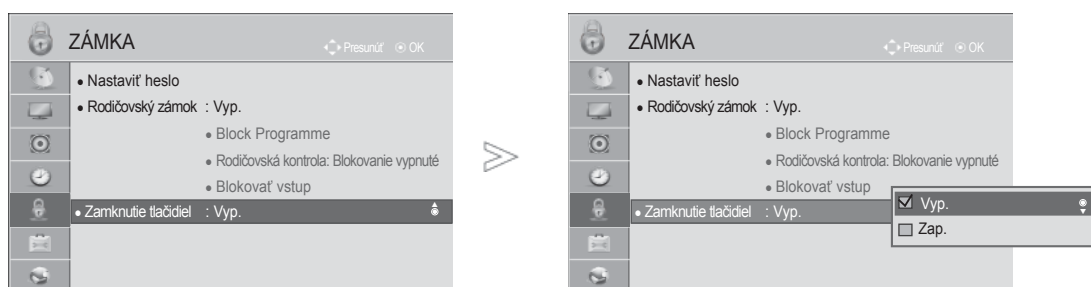 ZÁMKA
Presunúť OK
• Nastaviť heslo
• Rodičovský zámok : Vyp.
• Block Programme
• Rodičovská kontrola: Blokovanie vypnuté
• Blokovať vstup
• Zamknutie tlačidiel : Vyp.
ZÁMKA
Presunúť OK
• Nastaviť heslo
• Rodičovský zámok : Vyp.
• Block Programme
• Rodičovská kontrola: Blokovanie vypnuté
• Blokovať vstup
• Zamknutie tlačidiel : Vyp.
Vyp.
Zap.